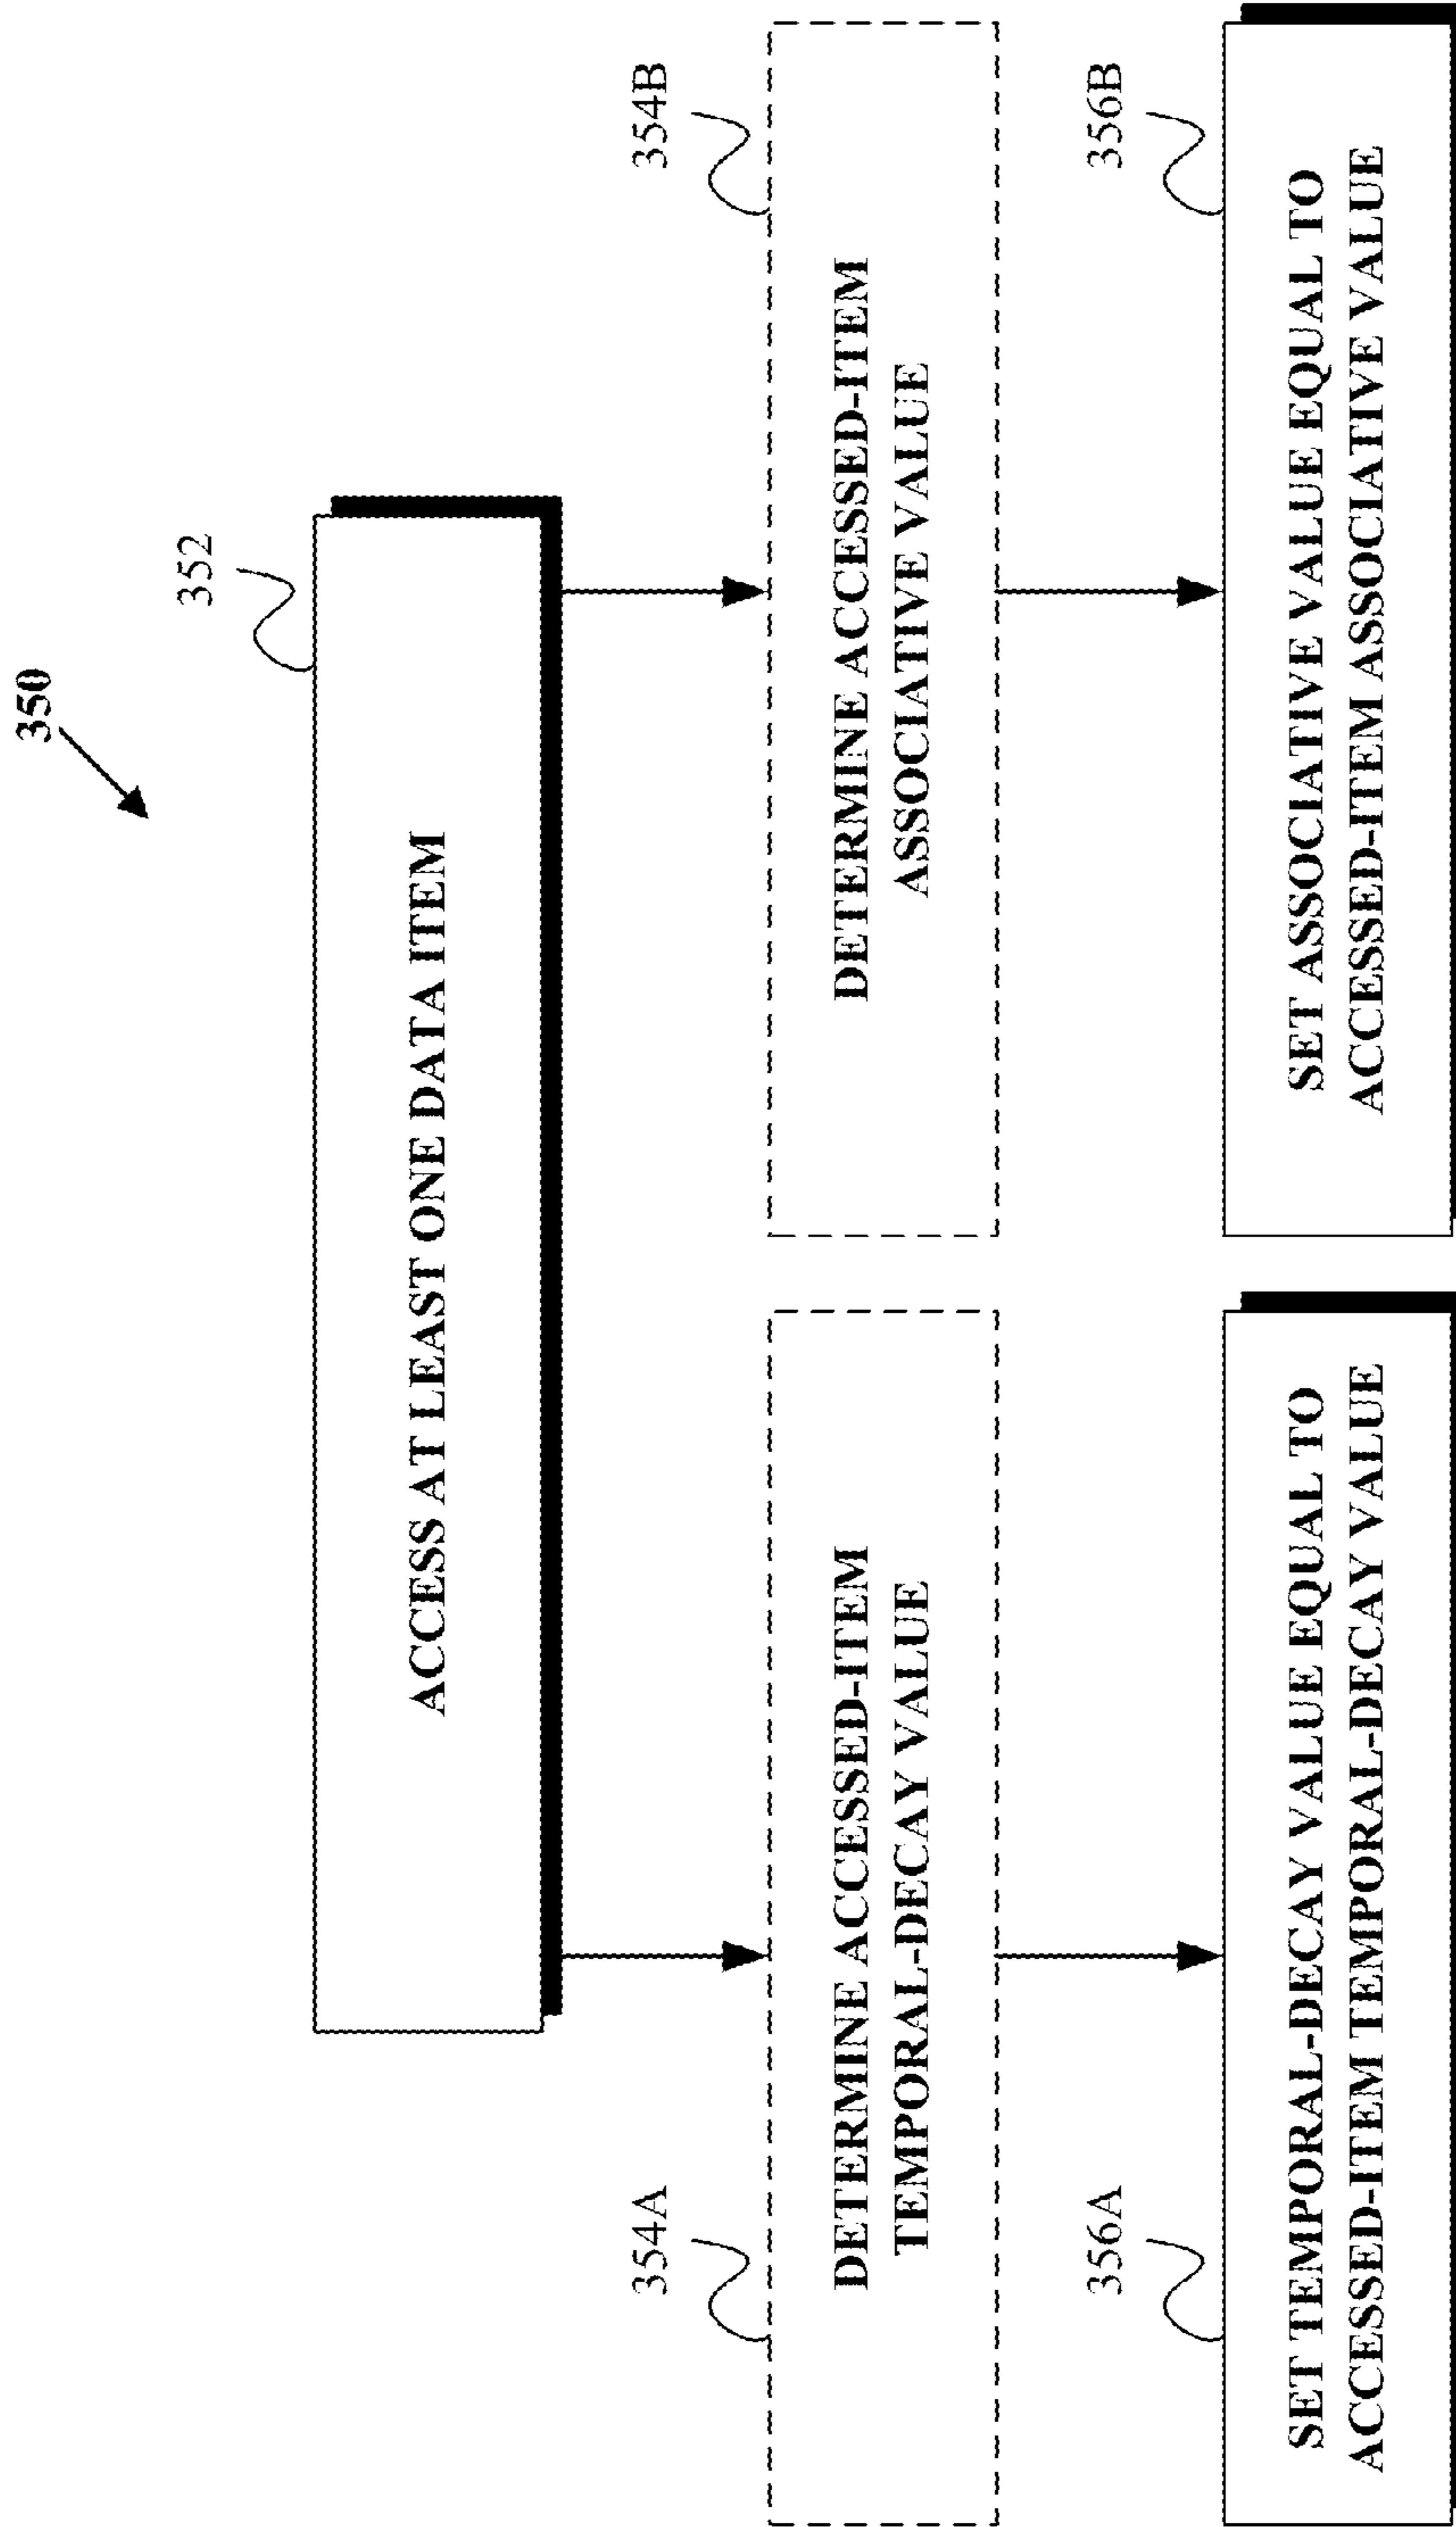 350
352
ACCESS AT LEAST ONE DATA ITEM
354A
DETERMINE ACCESSED-ITEM
TEMPORAL-DECAY VALUE
354B
DETERMINE ACCESSED-ITEM
ASSOCIATIVE VALUE
356A
SET TEMPORAL-DECAY VALUE EQUAL TO
ACCESSED-ITEM TEMPORAL-DECAY VALUE
356B
SET ASSOCIATIVE VALUE EQUAL TO
ACCESSED-ITEM ASSOCIATIVE VALUE